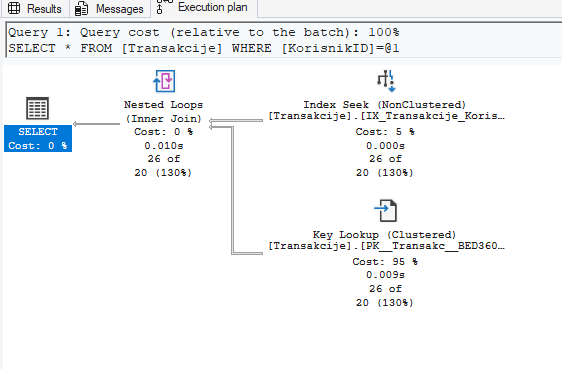 Results Messages Execution plan
Query 1: Query cost (relative to the batch): 100%
SELECT * FROM [Transakcije] WHERE [KorisnikID]=@1
SELECT
Cost: 0 %
Nested Loops
(Inner Join)
Cost: 0 %
0.010s
26 of
20 (130%)
Index Seek (NonClustered)
[Transakcije].[IX_Transakcije_Koris…
Cost: 5 %
0.000s
26 of
20 (130%)
Key Lookup (Clustered)
[Transakcije].[PK__Transakc__BED360…
Cost: 95 %
0.009s
26 of
20 (130%)